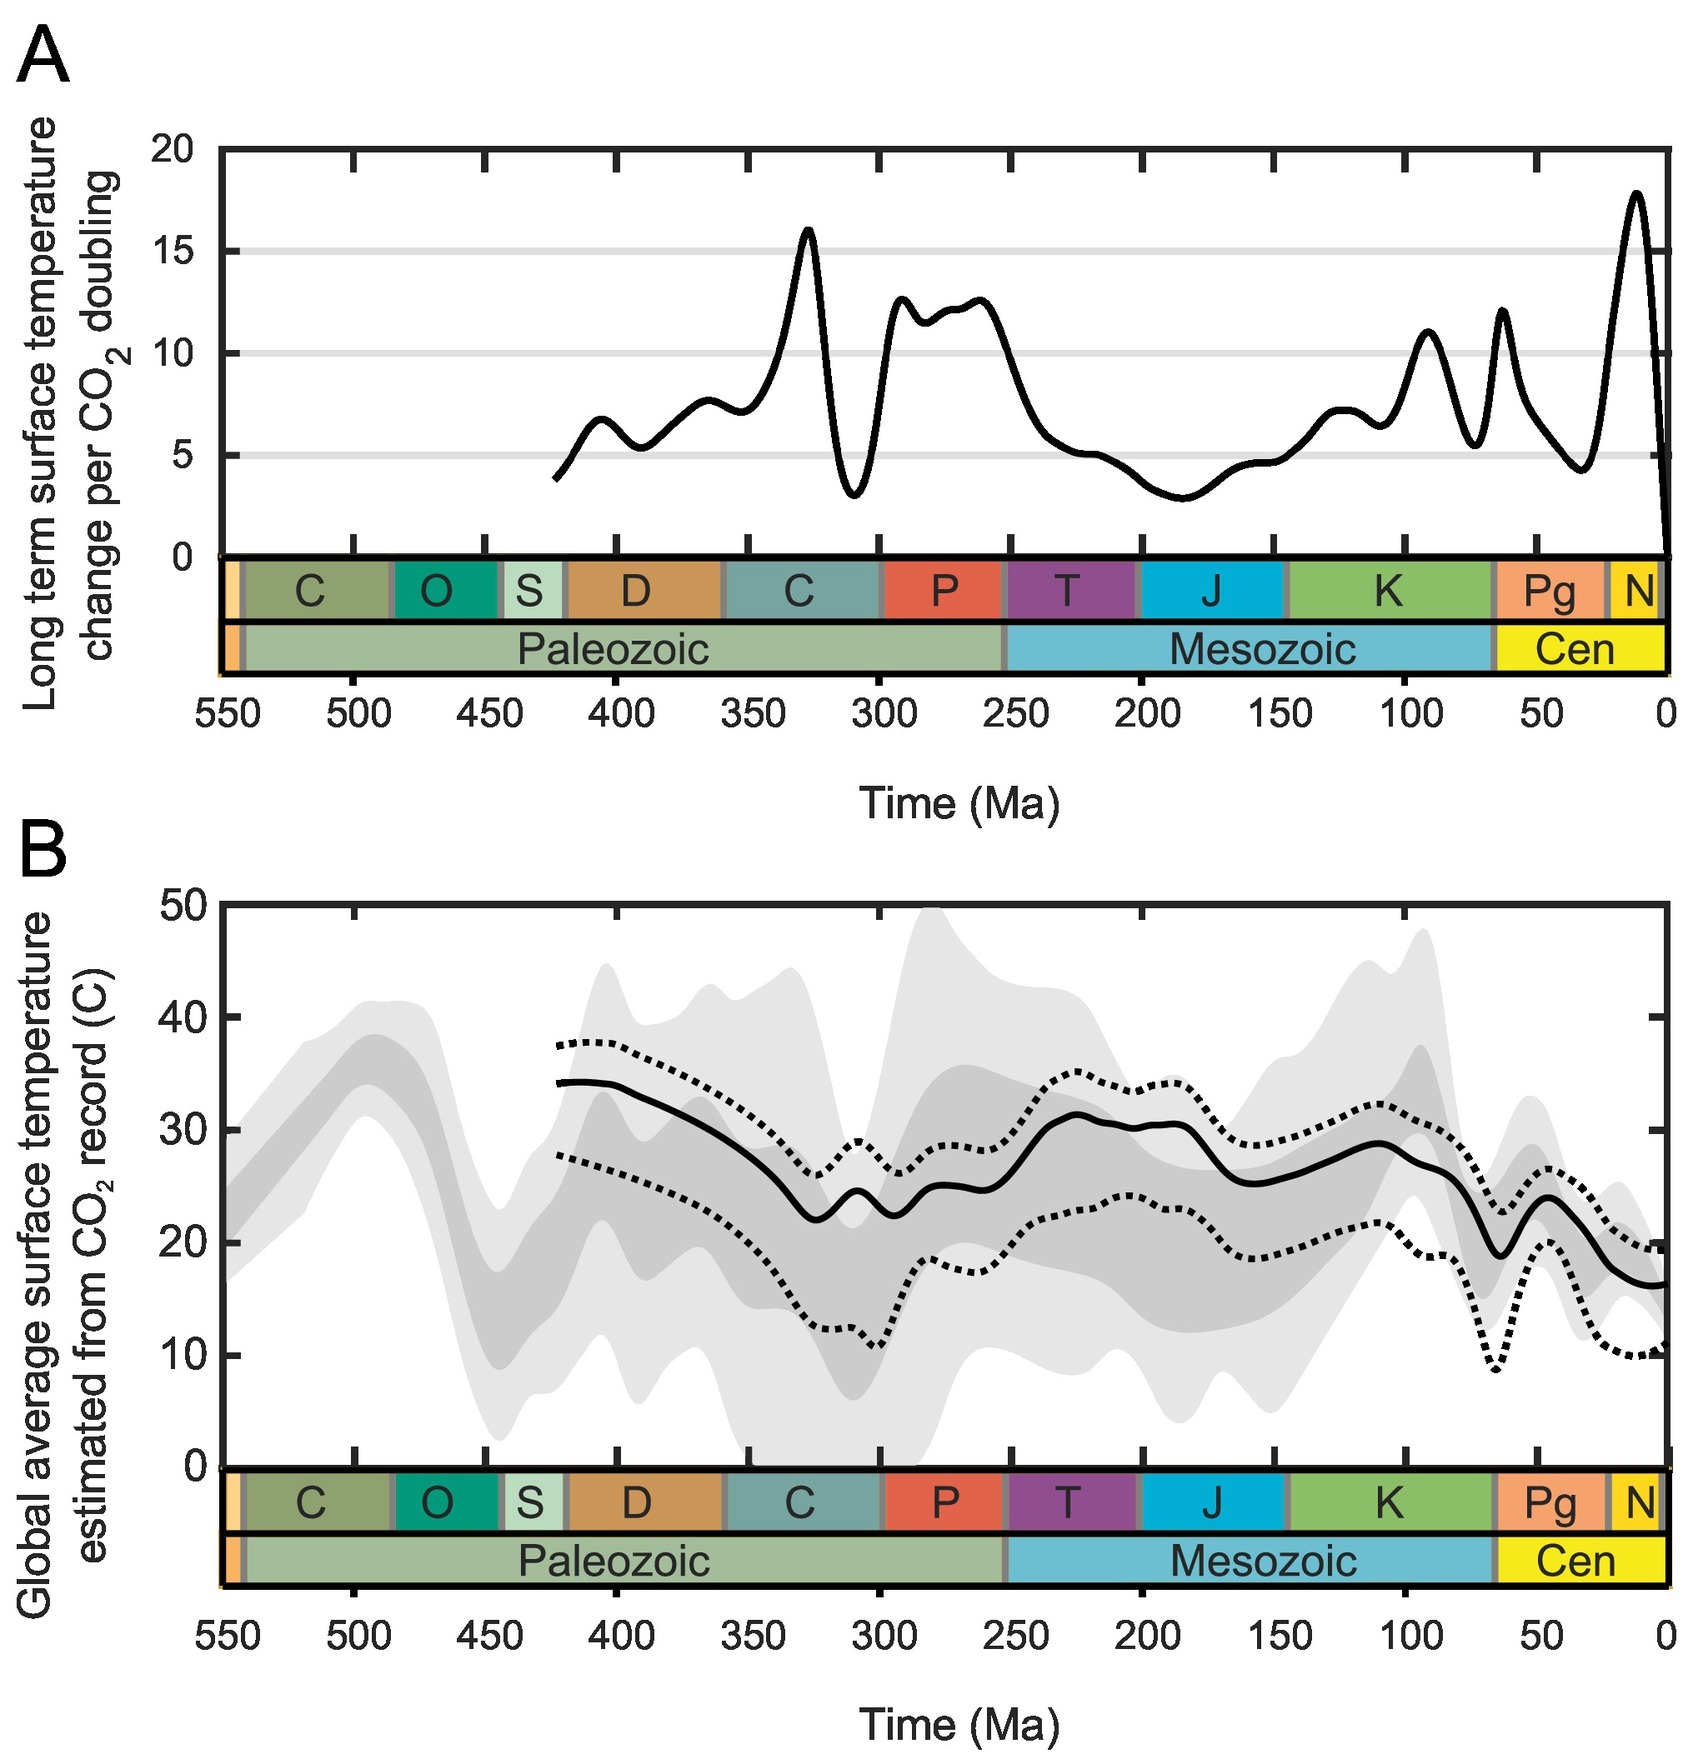 A
Long term surface temperature
change per CO2 doubling
20
15
10
5
0
C O S D C P T J K Pg N
Paleozoic Mesozoic Cen
550 500 450 400 350 300 250 200 150 100 50 0
Time (Ma)
B
Global average surface temperature
estimated from CO2 record (C)
50
40
30
20
10
0
C O S D C P T J K Pg N
Paleozoic Mesozoic Cen
550 500 450 400 350 300 250 200 150 100 50 0
Time (Ma)